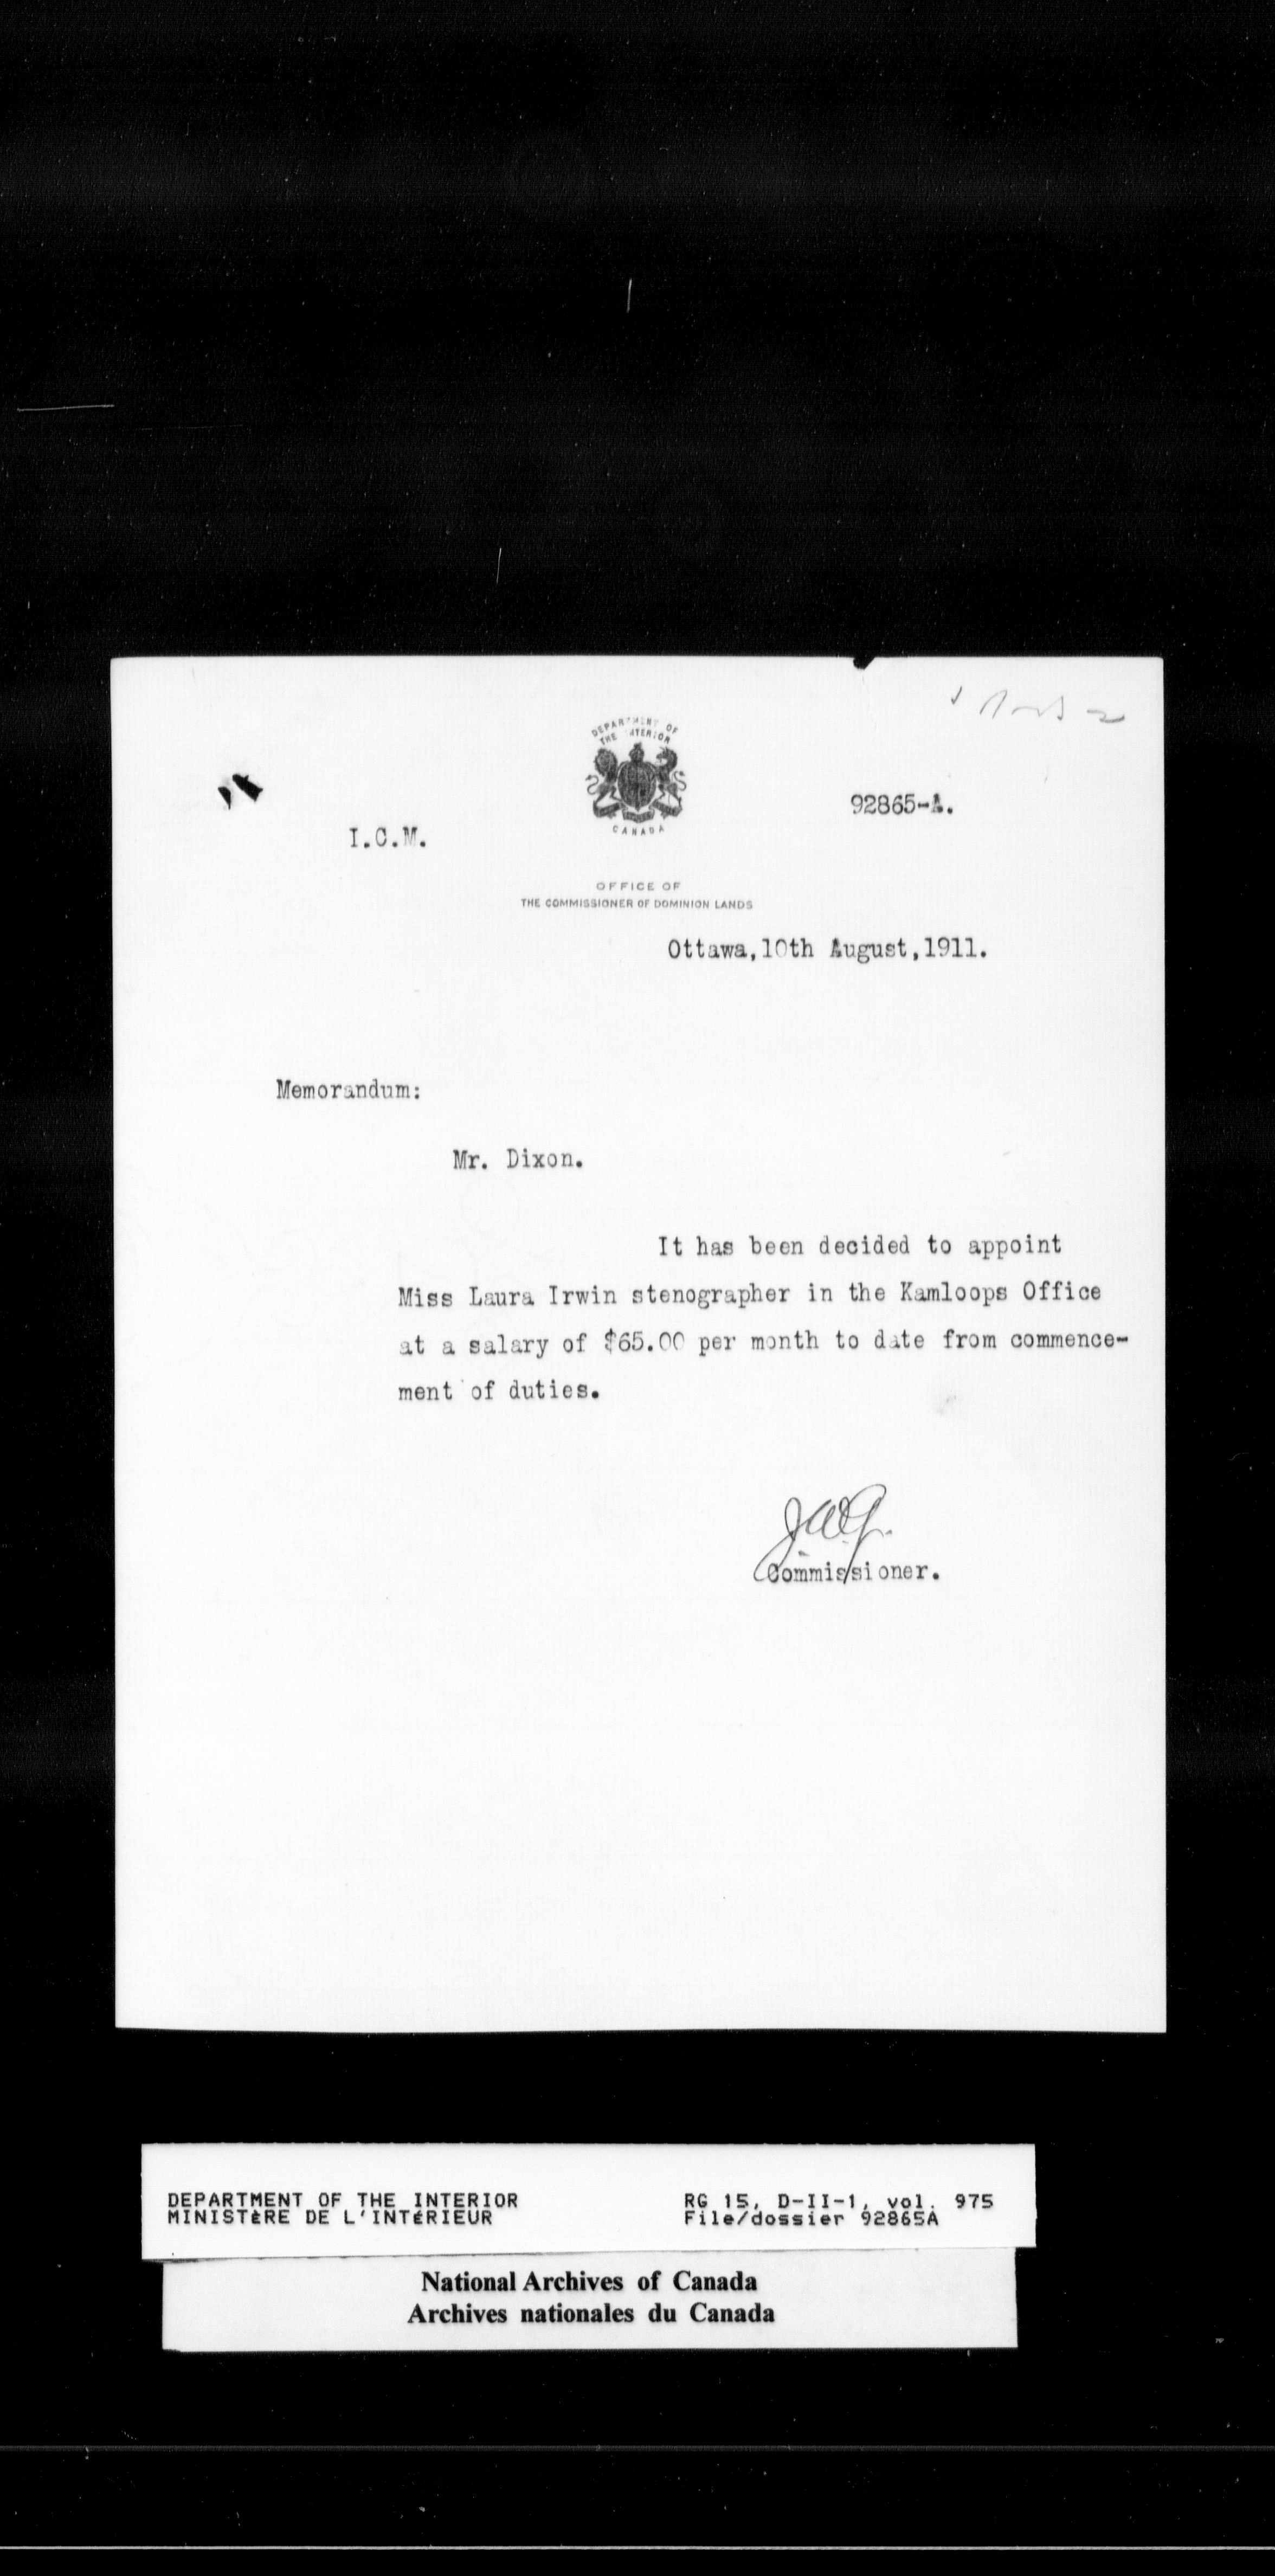 DEPARTMENT OF
THE INTERIOR
CANADA
92865-A.
I.C.M.
OFFICE OF
THE COMMISSIONER OF DOMINION LANDS
Ottawa,10th August,1911.
Memorandum:
Mr. Dixon.
It has been decided to appoint
Miss Laura Irwin stenographer in the Kamloops Office
at a salary of $65.00 per month to date from commence-
ment of duties.
Commissioner.
DEPARTMENT OF THE INTERIOR
MINISTÈRE DE L'INTÉRIEUR
RG 15, D-II-1, vol. 975
File/dossier 92865A
National Archives of Canada
Archives nationales du Canada